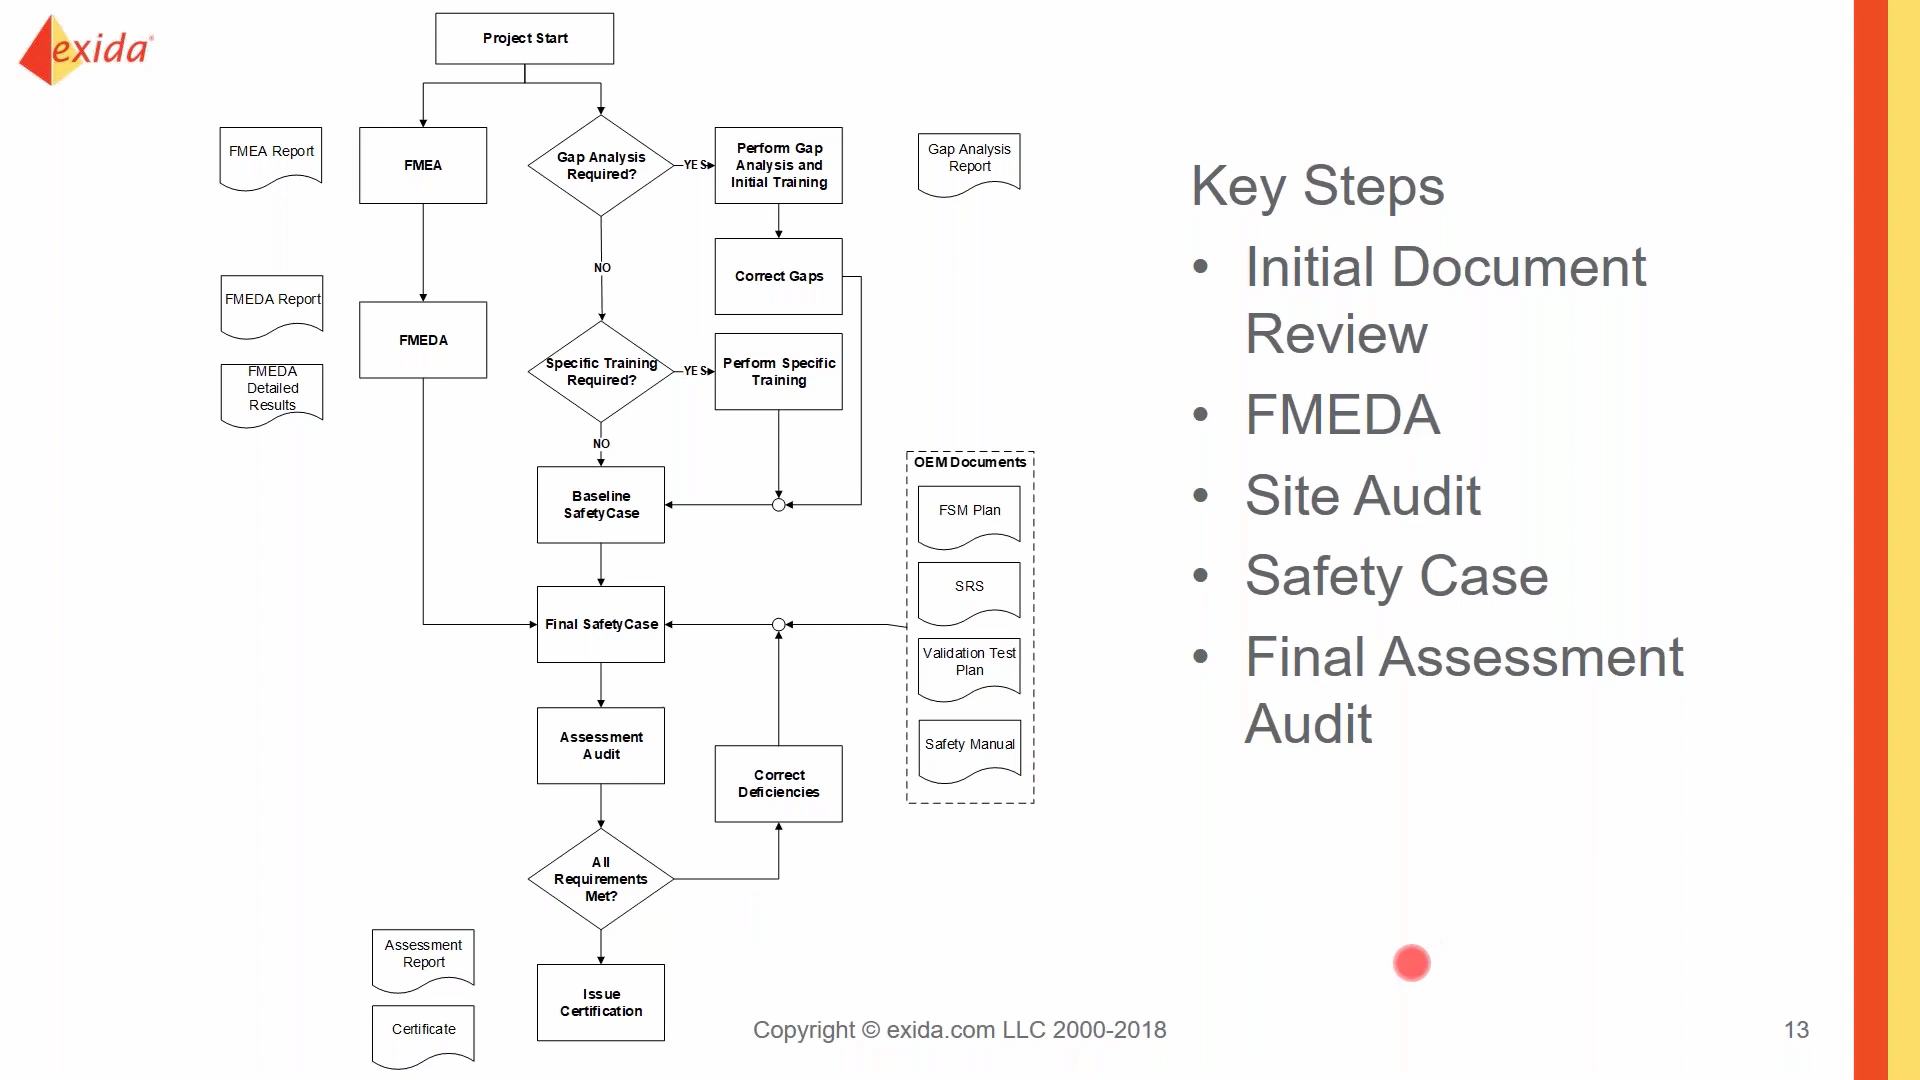 exida
Project Start
FMEA Report
FMEA
Gap Analysis
Required?
YES
Perform Gap
Analysis and
Initial Training
Gap Analysis
Report
NO
Correct Gaps
FMEDA Report
FMEDA
FMEDA
Detailed
Results
Specific Training
Required?
YES
Perform Specific
Training
NO
Baseline
SafetyCase
OEM Documents
FSM Plan
SRS
Validation Test
Plan
Safety Manual
Final SafetyCase
Assessment
Audit
Correct
Deficiencies
All
Requirements
Met?
Assessment
Report
Certificate
Issue
Certification
Key Steps
• Initial Document
Review
• FMEDA
• Site Audit
• Safety Case
• Final Assessment
Audit
Copyright © exida.com LLC 2000-2018
13